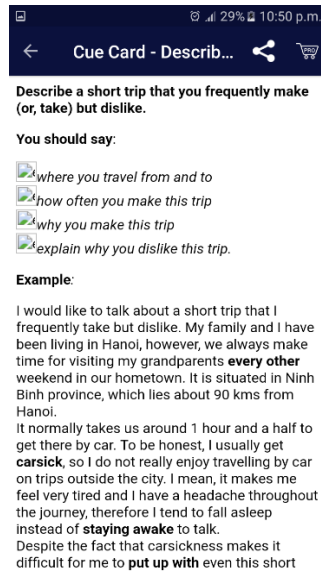 29% 10:50 p.m.
Cue Card - Describ...
PRO
Describe a short trip that you frequently make
(or, take) but dislike.
You should say:
where you travel from and to
how often you make this trip
why you make this trip
explain why you dislike this trip.
Example:
I would like to talk about a short trip that I
frequently take but dislike. My family and I have
been living in Hanoi, however, we always make
time for visiting my grandparents every other
weekend in our hometown. It is situated in Ninh
Binh province, which lies about 90 kms from
Hanoi.
It normally takes us around 1 hour and a half to
get there by car. To be honest, I usually get
carsick, so I do not really enjoy travelling by car
on trips outside the city. I mean, it makes me
feel very tired and I have a headache throughout
the journey, therefore I tend to fall asleep
instead of staying awake to talk.
Despite the fact that carsickness makes it
difficult for me to put up with even this short